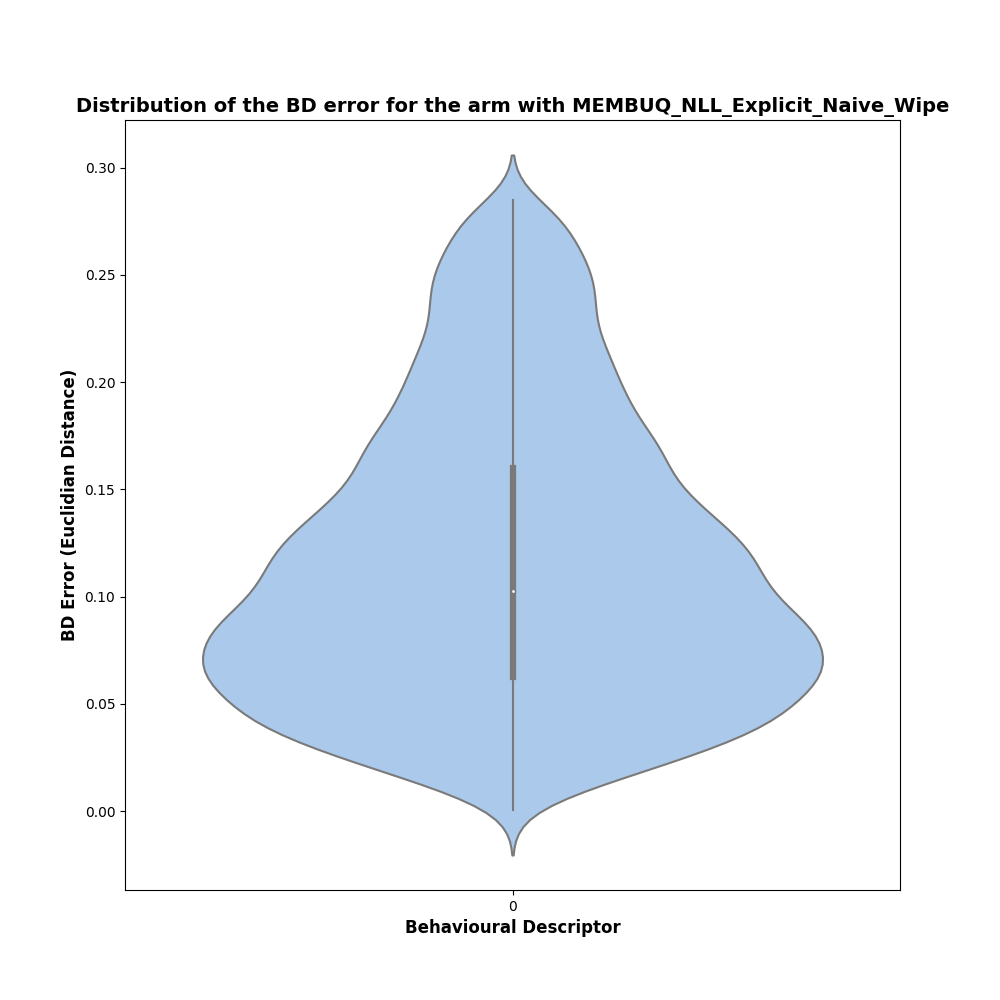 Distribution of the BD error for the arm with MEMBUQ_NLL_Explicit_Naive_Wipe
0.30
0.25
0.20
0.15
0.10
0.05
0.00
BD Error (Euclidian Distance)
0
Behavioural Descriptor